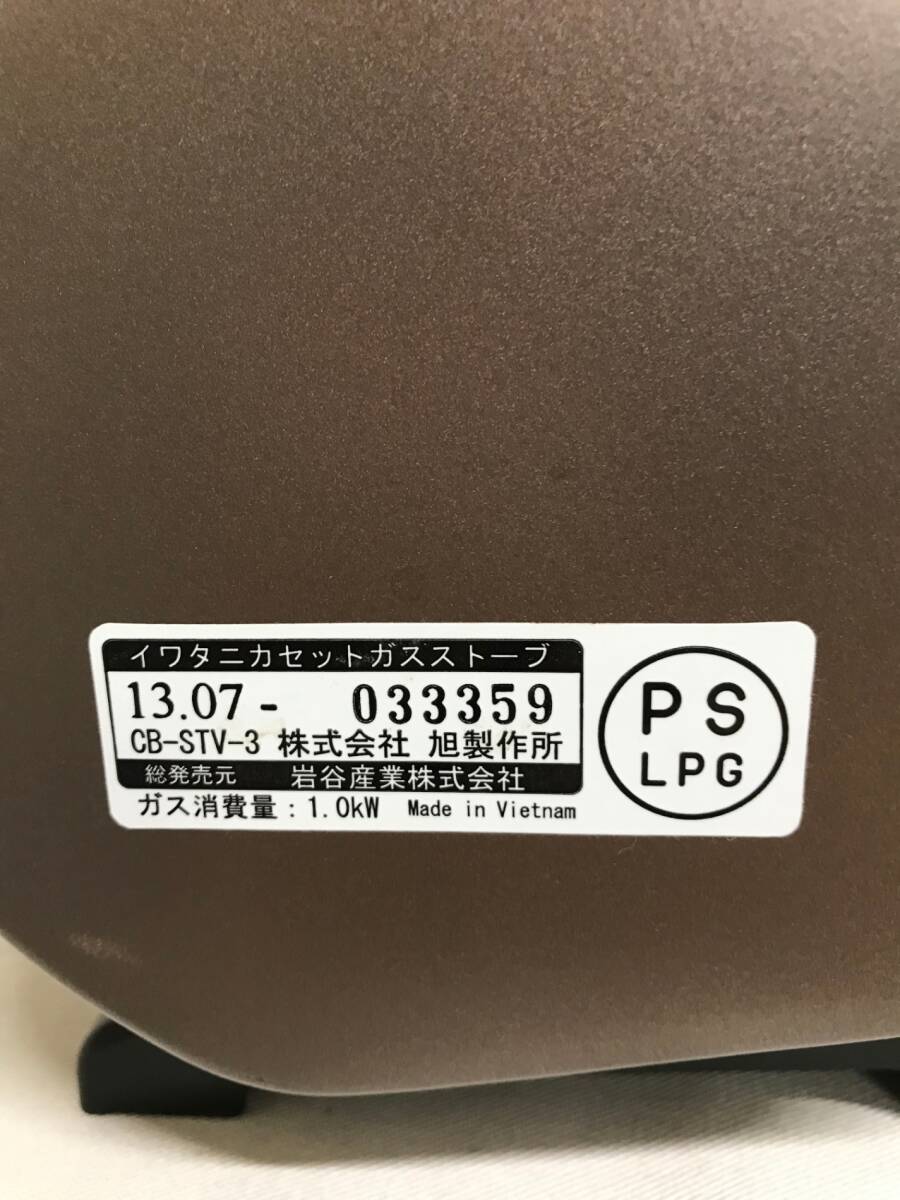 イワタニカセットガスストーブ
13.07- 033359
CB-STV-3 株式会社 旭製作所
総発売元 岩谷産業株式会社
ガス消費量：1.0kW Made in Vietnam
PS
LPG